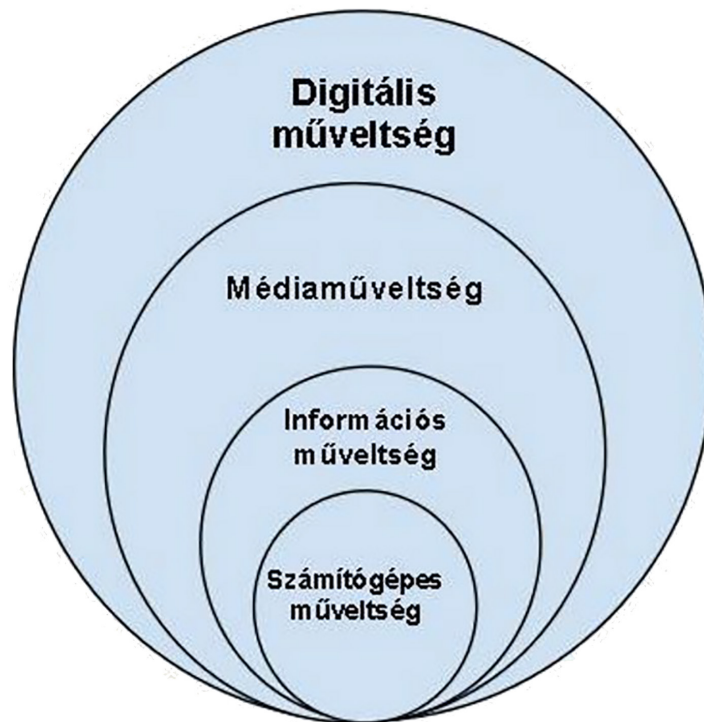 Digitális
műveltség
Médiaműveltség
Információs
műveltség
Számítógépes
műveltség